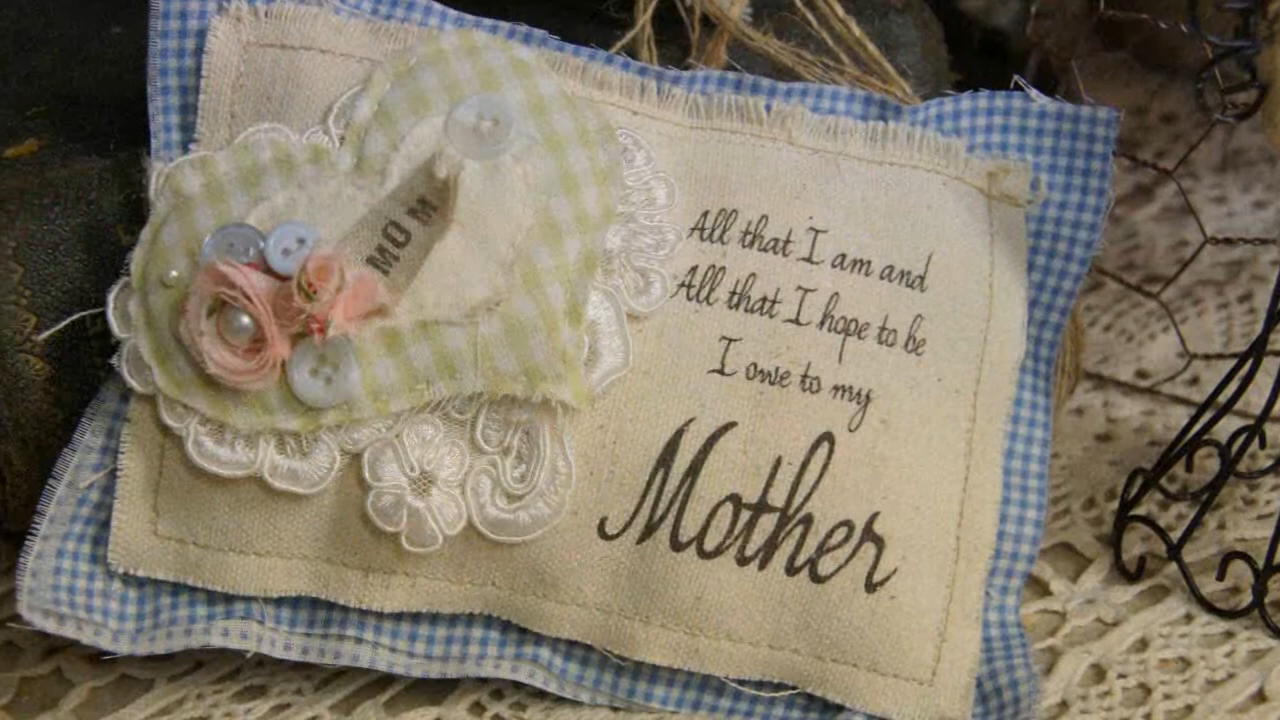 MOM
All that I am and
All that I hope to be
I owe to my
Mother